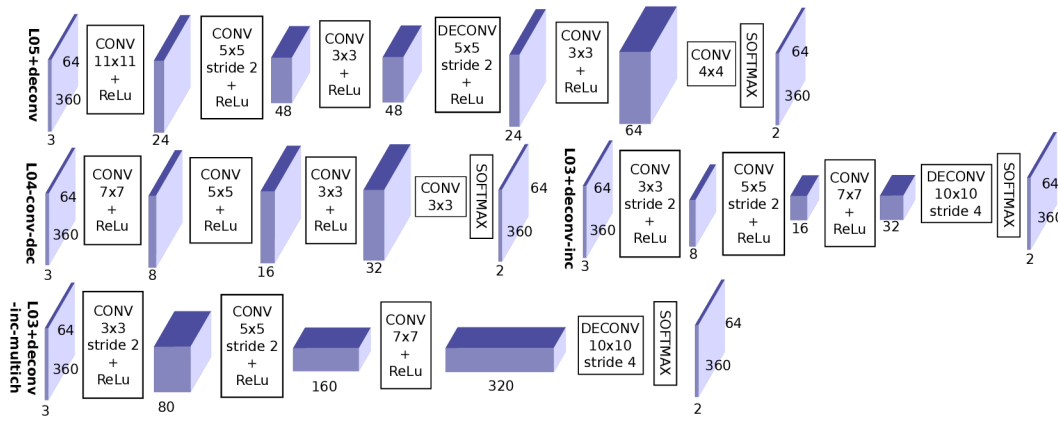 L05+deconv
64
360
3
CONV
11x11
+
ReLu
24
CONV
5x5
stride 2
+
ReLu
48
CONV
3x3
+
ReLu
48
DECONV
5x5
stride 2
+
ReLu
24
CONV
3x3
+
ReLu
64
CONV
4x4
SOFTMAX
64
360
2
L04-conv-dec
64
360
3
CONV
7x7
+
ReLu
8
CONV
5x5
+
ReLu
16
CONV
3x3
+
ReLu
32
CONV
3x3
SOFTMAX
64
360
2
L03+deconv-inc
64
360
3
CONV
3x3
stride 2
+
ReLu
8
CONV
5x5
stride 2
+
ReLu
16
CONV
7x7
+
ReLu
32
DECONV
10x10
stride 4
SOFTMAX
64
360
2
L03+deconv
-inc-multich
64
360
3
CONV
3x3
stride 2
+
ReLu
80
CONV
5x5
stride 2
+
ReLu
160
CONV
7x7
+
ReLu
320
DECONV
10x10
stride 4
SOFTMAX
64
360
2